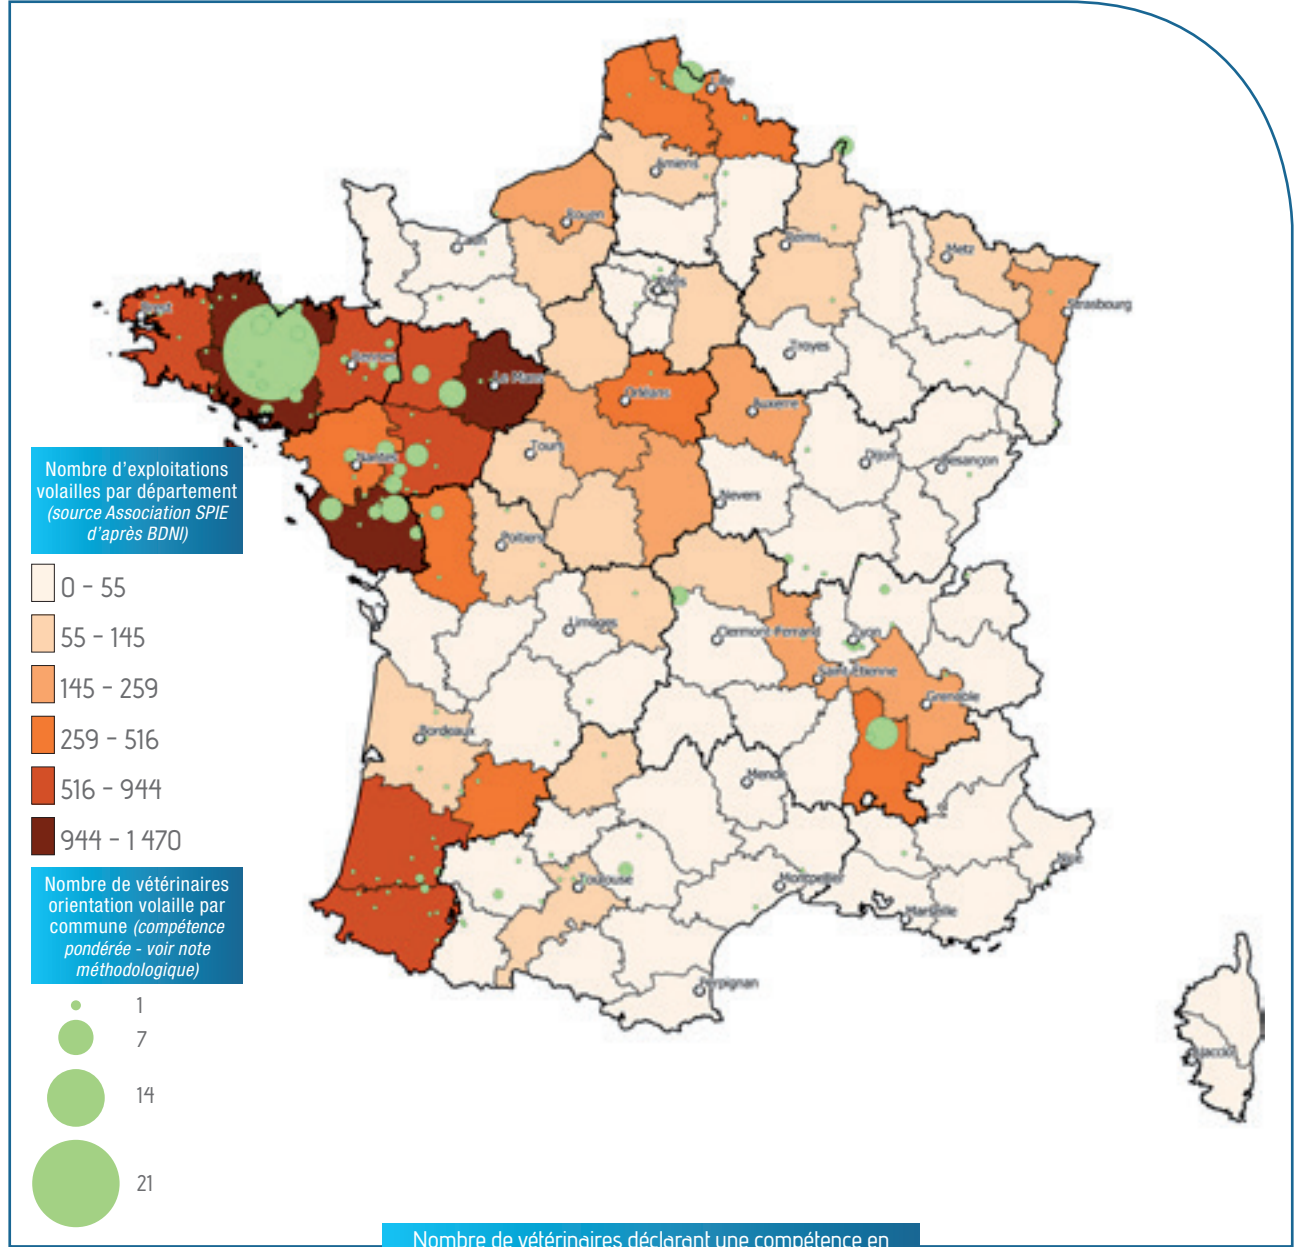 Lille
Amiens
Rouen
Caen
Reims
Metz
Paris
Strasbourg
Brest
Rennes
Le Mans
Troyes
Orléans
Auxerre
Tours
Dijon
Besançon
Nantes
Nevers
Poitiers
Limoges
Clermont Ferrand
Lyon
Saint-Étienne
Grenoble
Bordeaux
Mende
Nice
Toulouse
Montpellier
Marseille
Perpignan
Ajaccio
Nombre d'exploitations
volailles par département
(source Association SPIE
d'après BDNI)
0 – 55
55 – 145
145 – 259
259 – 516
516 – 944
944 – 1 470
Nombre de vétérinaires
orientation volaille par
commune (compétence
pondérée - voir note
méthodologique)
1
7
14
21
Nombre de vétérinaires déclarant une compétence en